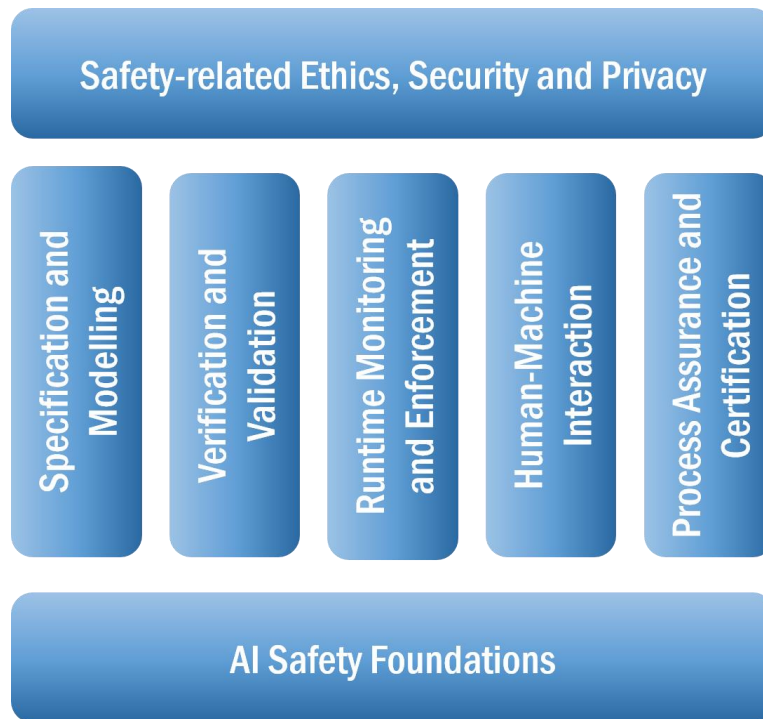 Safety-related Ethics, Security and Privacy
Specification and
Modelling
Verification and
Validation
Runtime Monitoring
and Enforcement
Human-Machine
Interaction
Process Assurance and
Certification
AI Safety Foundations